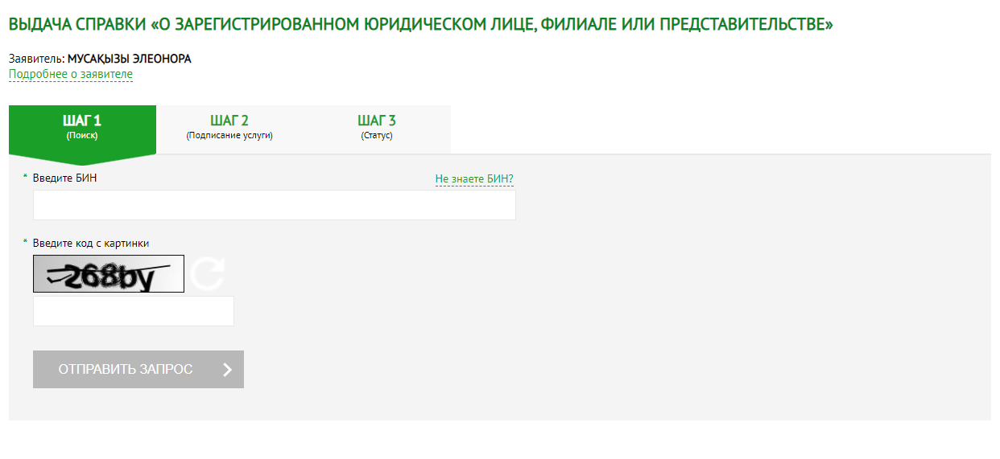 ВЫДАЧА СПРАВКИ «О ЗАРЕГИСТРИРОВАННОМ ЮРИДИЧЕСКОМ ЛИЦЕ, ФИЛИАЛЕ ИЛИ ПРЕДСТАВИТЕЛЬСТВЕ»
Заявитель: МУСАҚЫЗЫ ЭЛЕОНОРА
Подробнее о заявителе
ШАГ 1
(Поиск)
ШАГ 2
(Подписание услуги)
ШАГ 3
(Статус)
* Введите БИН
Не знаете БИН?
* Введите код с картинки
268by
ОТПРАВИТЬ ЗАПРОС